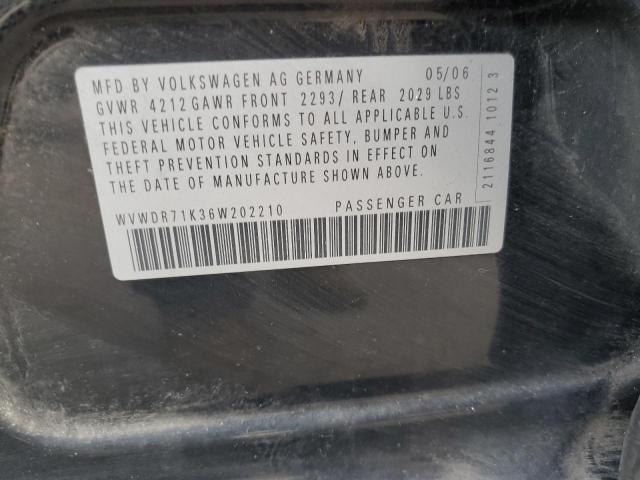 MFD BY VOLKSWAGEN AG GERMANY 05/06
GVWR 4212 GAWR FRONT 2293/ REAR 2029 LBS
THIS VEHICLE CONFORMS TO ALL APPLICABLE U.S.
FEDERAL MOTOR VEHICLE SAFETY, BUMPER AND
THEFT PREVENTION STANDARDS IN EFFECT ON
THE DATE OF MANUFACTURE SHOWN ABOVE.
WVWDR71K36W202210 PASSENGER CAR
2116844 1012 3